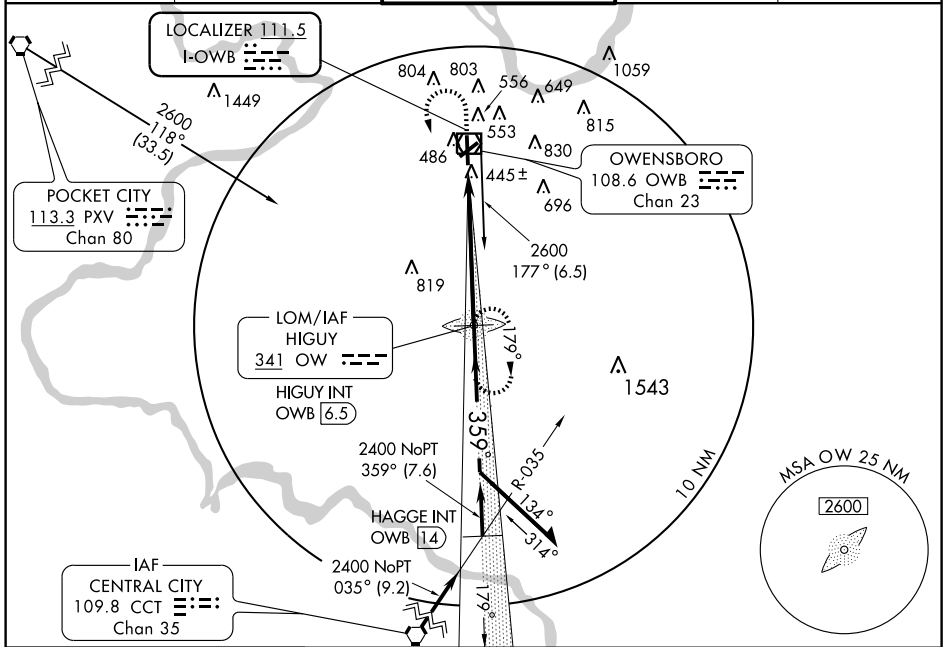 LOCALIZER 111.5
I-OWB
1449
804
803
556
649
1059
553
815
486
830
445±
696
2600
118°
(33.5)
POCKET CITY
113.3 PXV
Chan 80
OWENSBORO
108.6 OWB
Chan 23
2600
177° (6.5)
819
LOM/IAF
HIGUY
341 OW
HIGUY INT
OWB 6.5
179°
1543
359°
2400 NoPT
359° (7.6)
R-035
134°
314°
10 NM
HAGGE INT
OWB 14
2400 NoPT
035° (9.2)
179°
IAF
CENTRAL CITY
109.8 CCT
Chan 35
MSA OW 25 NM
2600